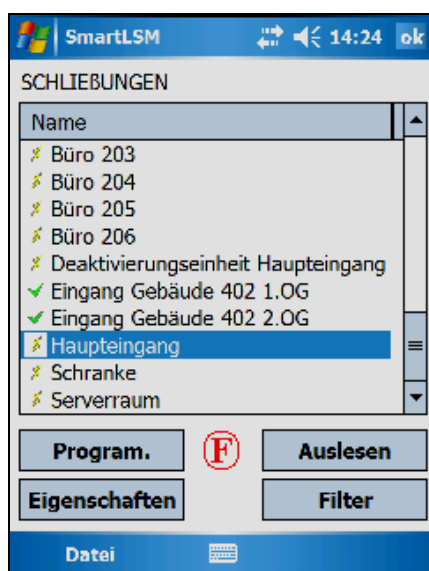 SmartLSM 14:24 ok
SCHLIEßUNGEN
Name
Büro 203
Büro 204
Büro 205
Büro 206
Deaktivierungseinheit Haupteingang
Eingang Gebäude 402 1.OG
Eingang Gebäude 402 2.OG
Haupteingang
Schranke
Serverraum
Program. F Auslesen
Eigenschaften Filter
Datei